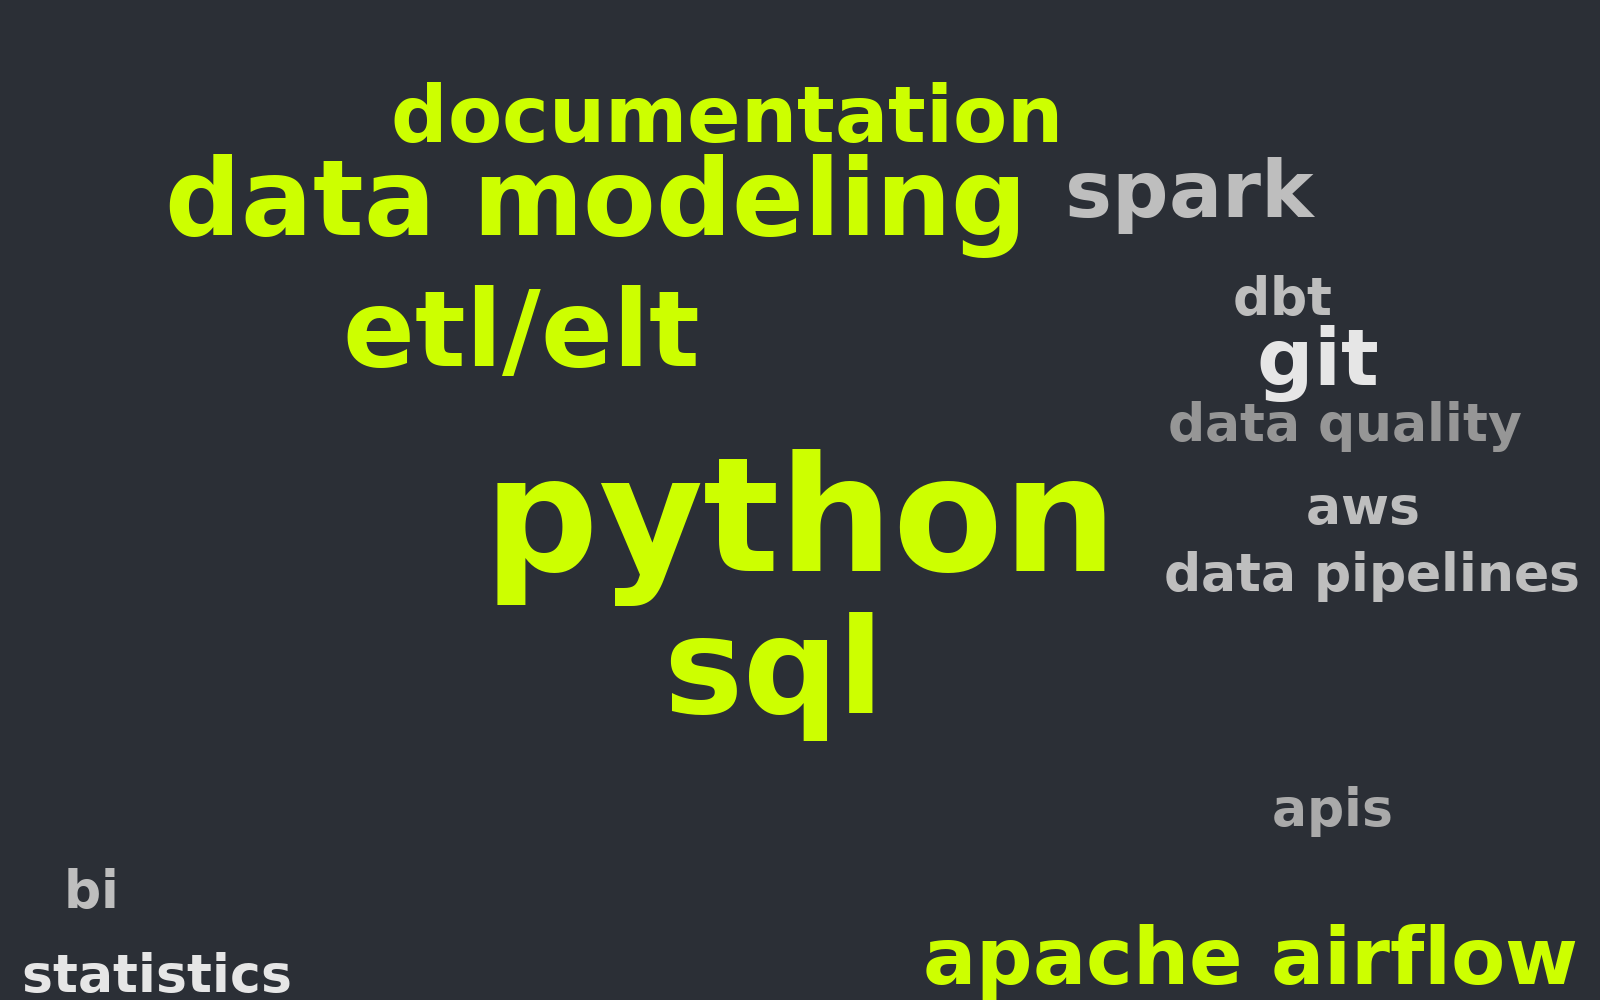 documentation
data modeling
spark
dbt
etl/elt
git
data quality
python
aws
data pipelines
sql
apis
bi
apache airflow
statistics